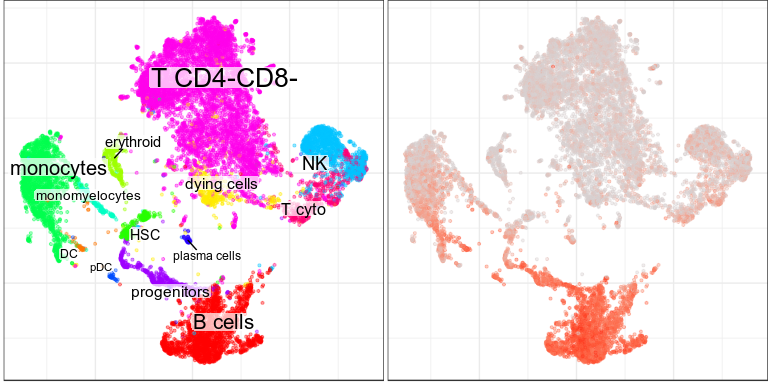 T CD4-CD8-
erythroid
monocytes
NK
dying cells
monomyelocytes
T cyto
HSC
DC
plasma cells
pDC
progenitors
B cells